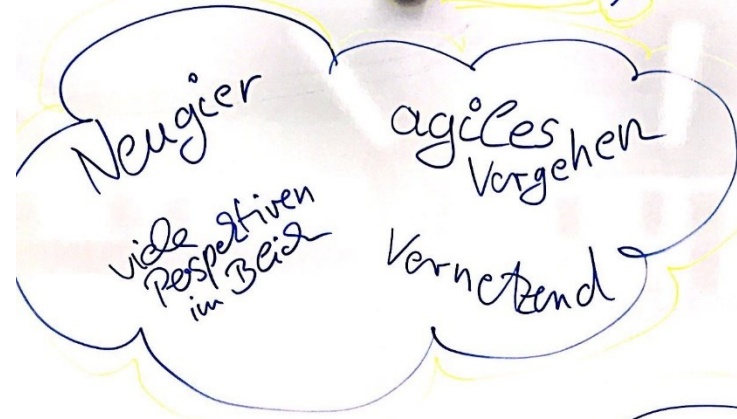 Neugier
agiles
Vorgehen
viele
Perspektiven
im Blick
Vernetzend